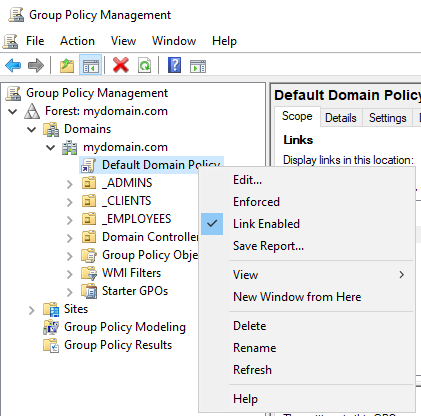 Group Policy Management
File Action View Window Help
Group Policy Management
Forest: mydomain.com
Domains
mydomain.com
Default Domain Policy
_ADMINS
_CLIENTS
_EMPLOYEES
Domain Controller
Group Policy Obje
WMI Filters
Starter GPOs
Sites
Group Policy Modeling
Group Policy Results
Default Domain Policy
Scope Details Settings
Links
Display links in this location:
Edit...
Enforced
Link Enabled
Save Report...
View
New Window from Here
Delete
Rename
Refresh
Help